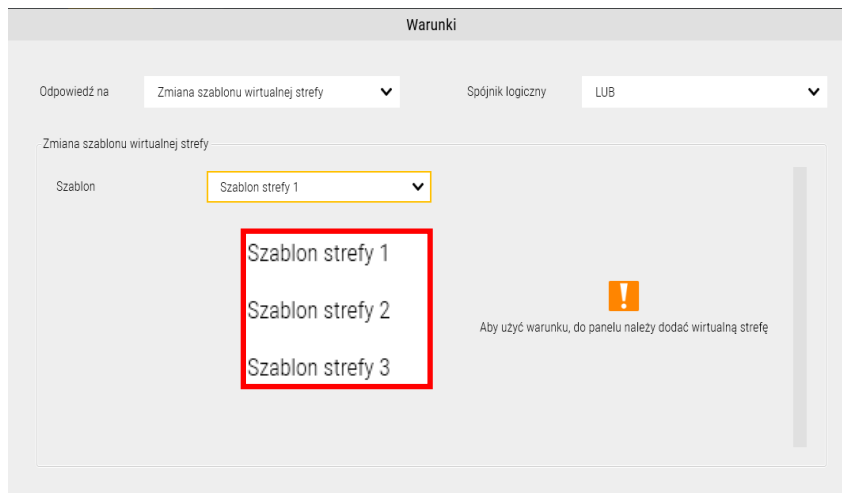 Warunki
Odpowiedź na
Zmiana szablonu wirtualnej strefy
Spójnik logiczny
LUB
Zmiana szablonu wirtualnej strefy
Szablon
Szablon strefy 1
Szablon strefy 1
Szablon strefy 2
Szablon strefy 3
Aby użyć warunku, do panelu należy dodać wirtualną strefę